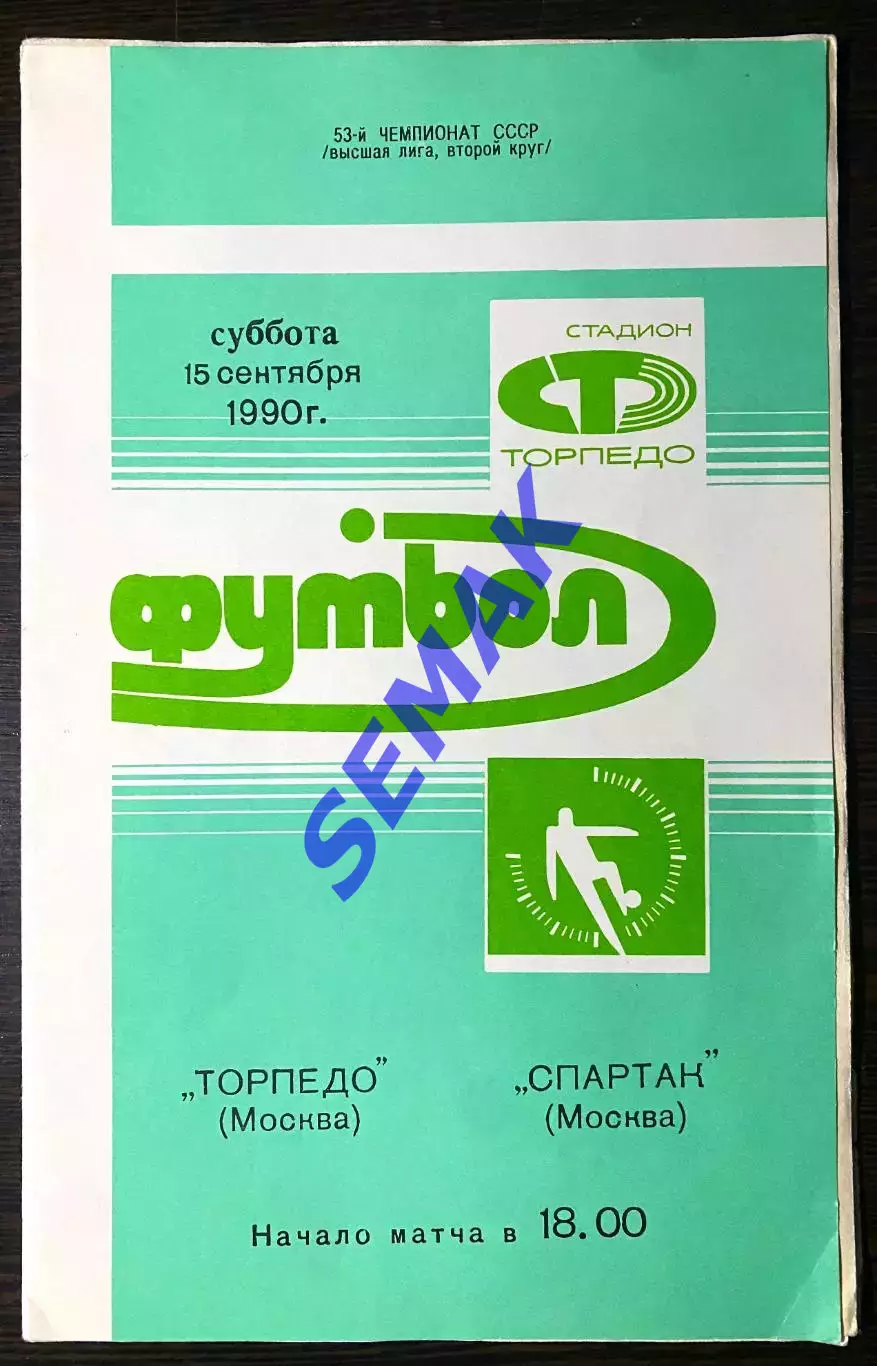 53-й ЧЕМПИОНАТ СССР
/высшая лига, второй круг/
суббота
15 сентября
1990г.
СТАДИОН
ТОРПЕДО
футбол
SEMAK
„ТОРПЕДО”
(Москва)
„СПАРТАК”
(Москва)
Начало матча в 18.00